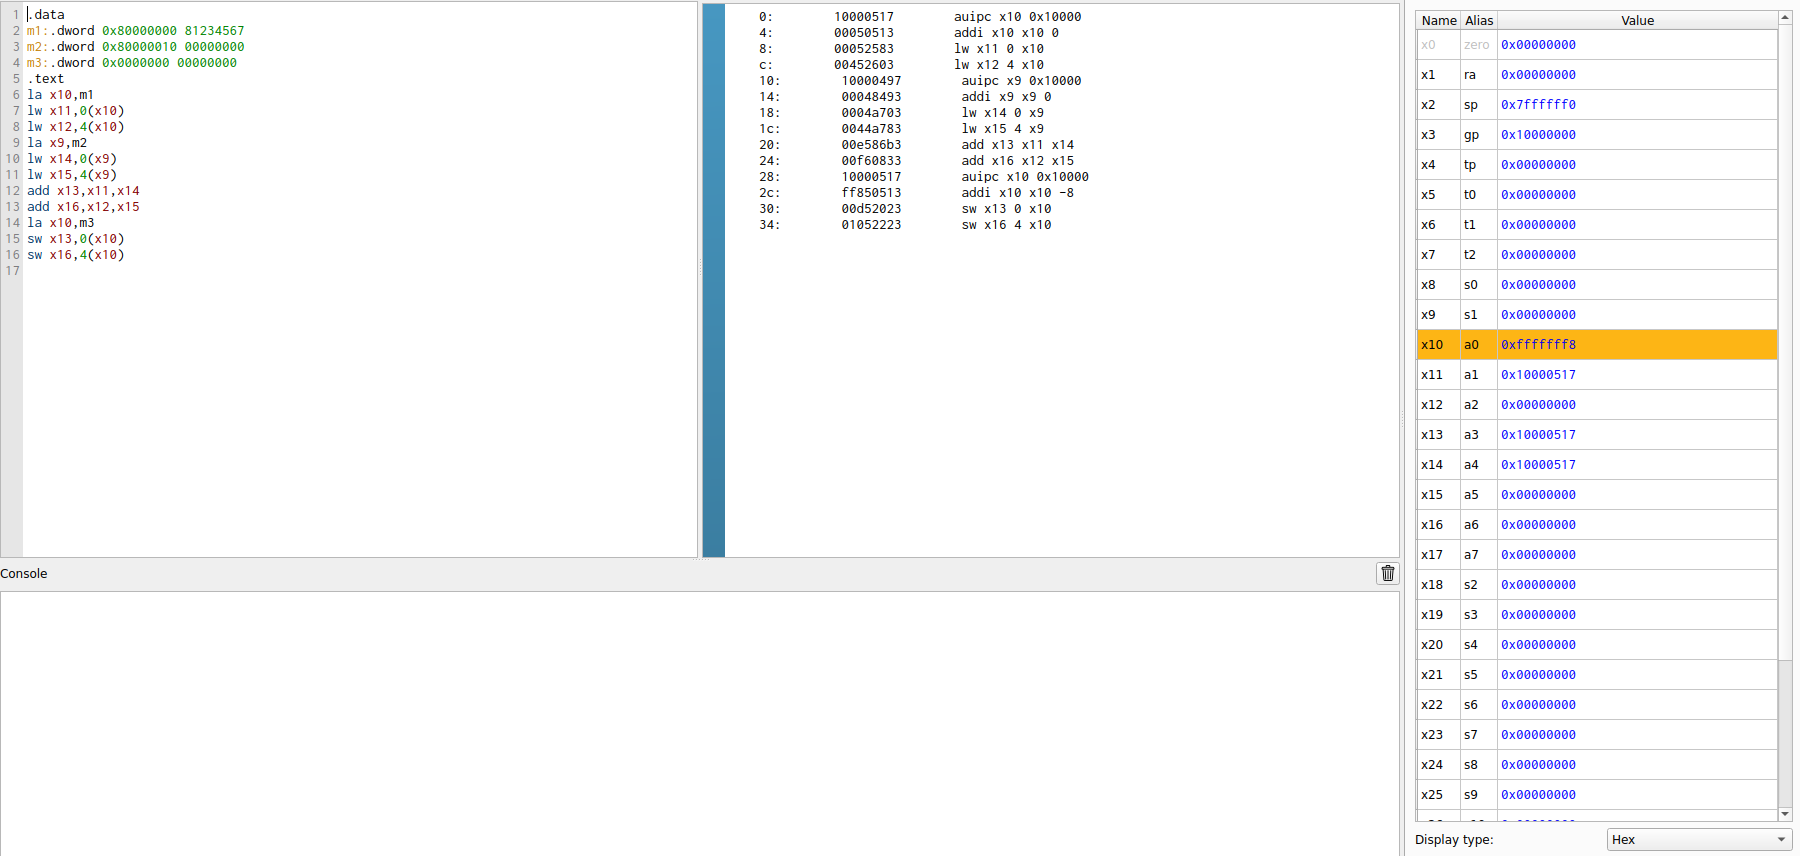 1 .data
2 m1:.dword 0x80000000 81234567
3 m2:.dword 0x80000010 00000000
4 m3:.dword 0x0000000 00000000
5 .text
6 la x10,m1
7 lw x11,0(x10)
8 lw x12,4(x10)
9 la x9,m2
10 lw x14,0(x9)
11 lw x15,4(x9)
12 add x13,x11,x14
13 add x16,x12,x15
14 la x10,m3
15 sw x13,0(x10)
16 sw x16,4(x10)
17
0: 10000517 auipc x10 0x10000
4: 00050513 addi x10 x10 0
8: 00052583 lw x11 0 x10
c: 00452603 lw x12 4 x10
10: 10000497 auipc x9 0x10000
14: 00048493 addi x9 x9 0
18: 0004a703 lw x14 0 x9
1c: 0044a783 lw x15 4 x9
20: 00e586b3 add x13 x11 x14
24: 00f60833 add x16 x12 x15
28: 10000517 auipc x10 0x10000
2c: ff850513 addi x10 x10 -8
30: 00d52023 sw x13 0 x10
34: 01052223 sw x16 4 x10
Console
Name Alias Value
x0 zero 0x00000000
x1 ra 0x00000000
x2 sp 0x7ffffff0
x3 gp 0x10000000
x4 tp 0x00000000
x5 t0 0x00000000
x6 t1 0x00000000
x7 t2 0x00000000
x8 s0 0x00000000
x9 s1 0x00000000
x10 a0 0xfffffff8
x11 a1 0x10000517
x12 a2 0x00000000
x13 a3 0x10000517
x14 a4 0x10000517
x15 a5 0x00000000
x16 a6 0x00000000
x17 a7 0x00000000
x18 s2 0x00000000
x19 s3 0x00000000
x20 s4 0x00000000
x21 s5 0x00000000
x22 s6 0x00000000
x23 s7 0x00000000
x24 s8 0x00000000
x25 s9 0x00000000
Display type: Hex